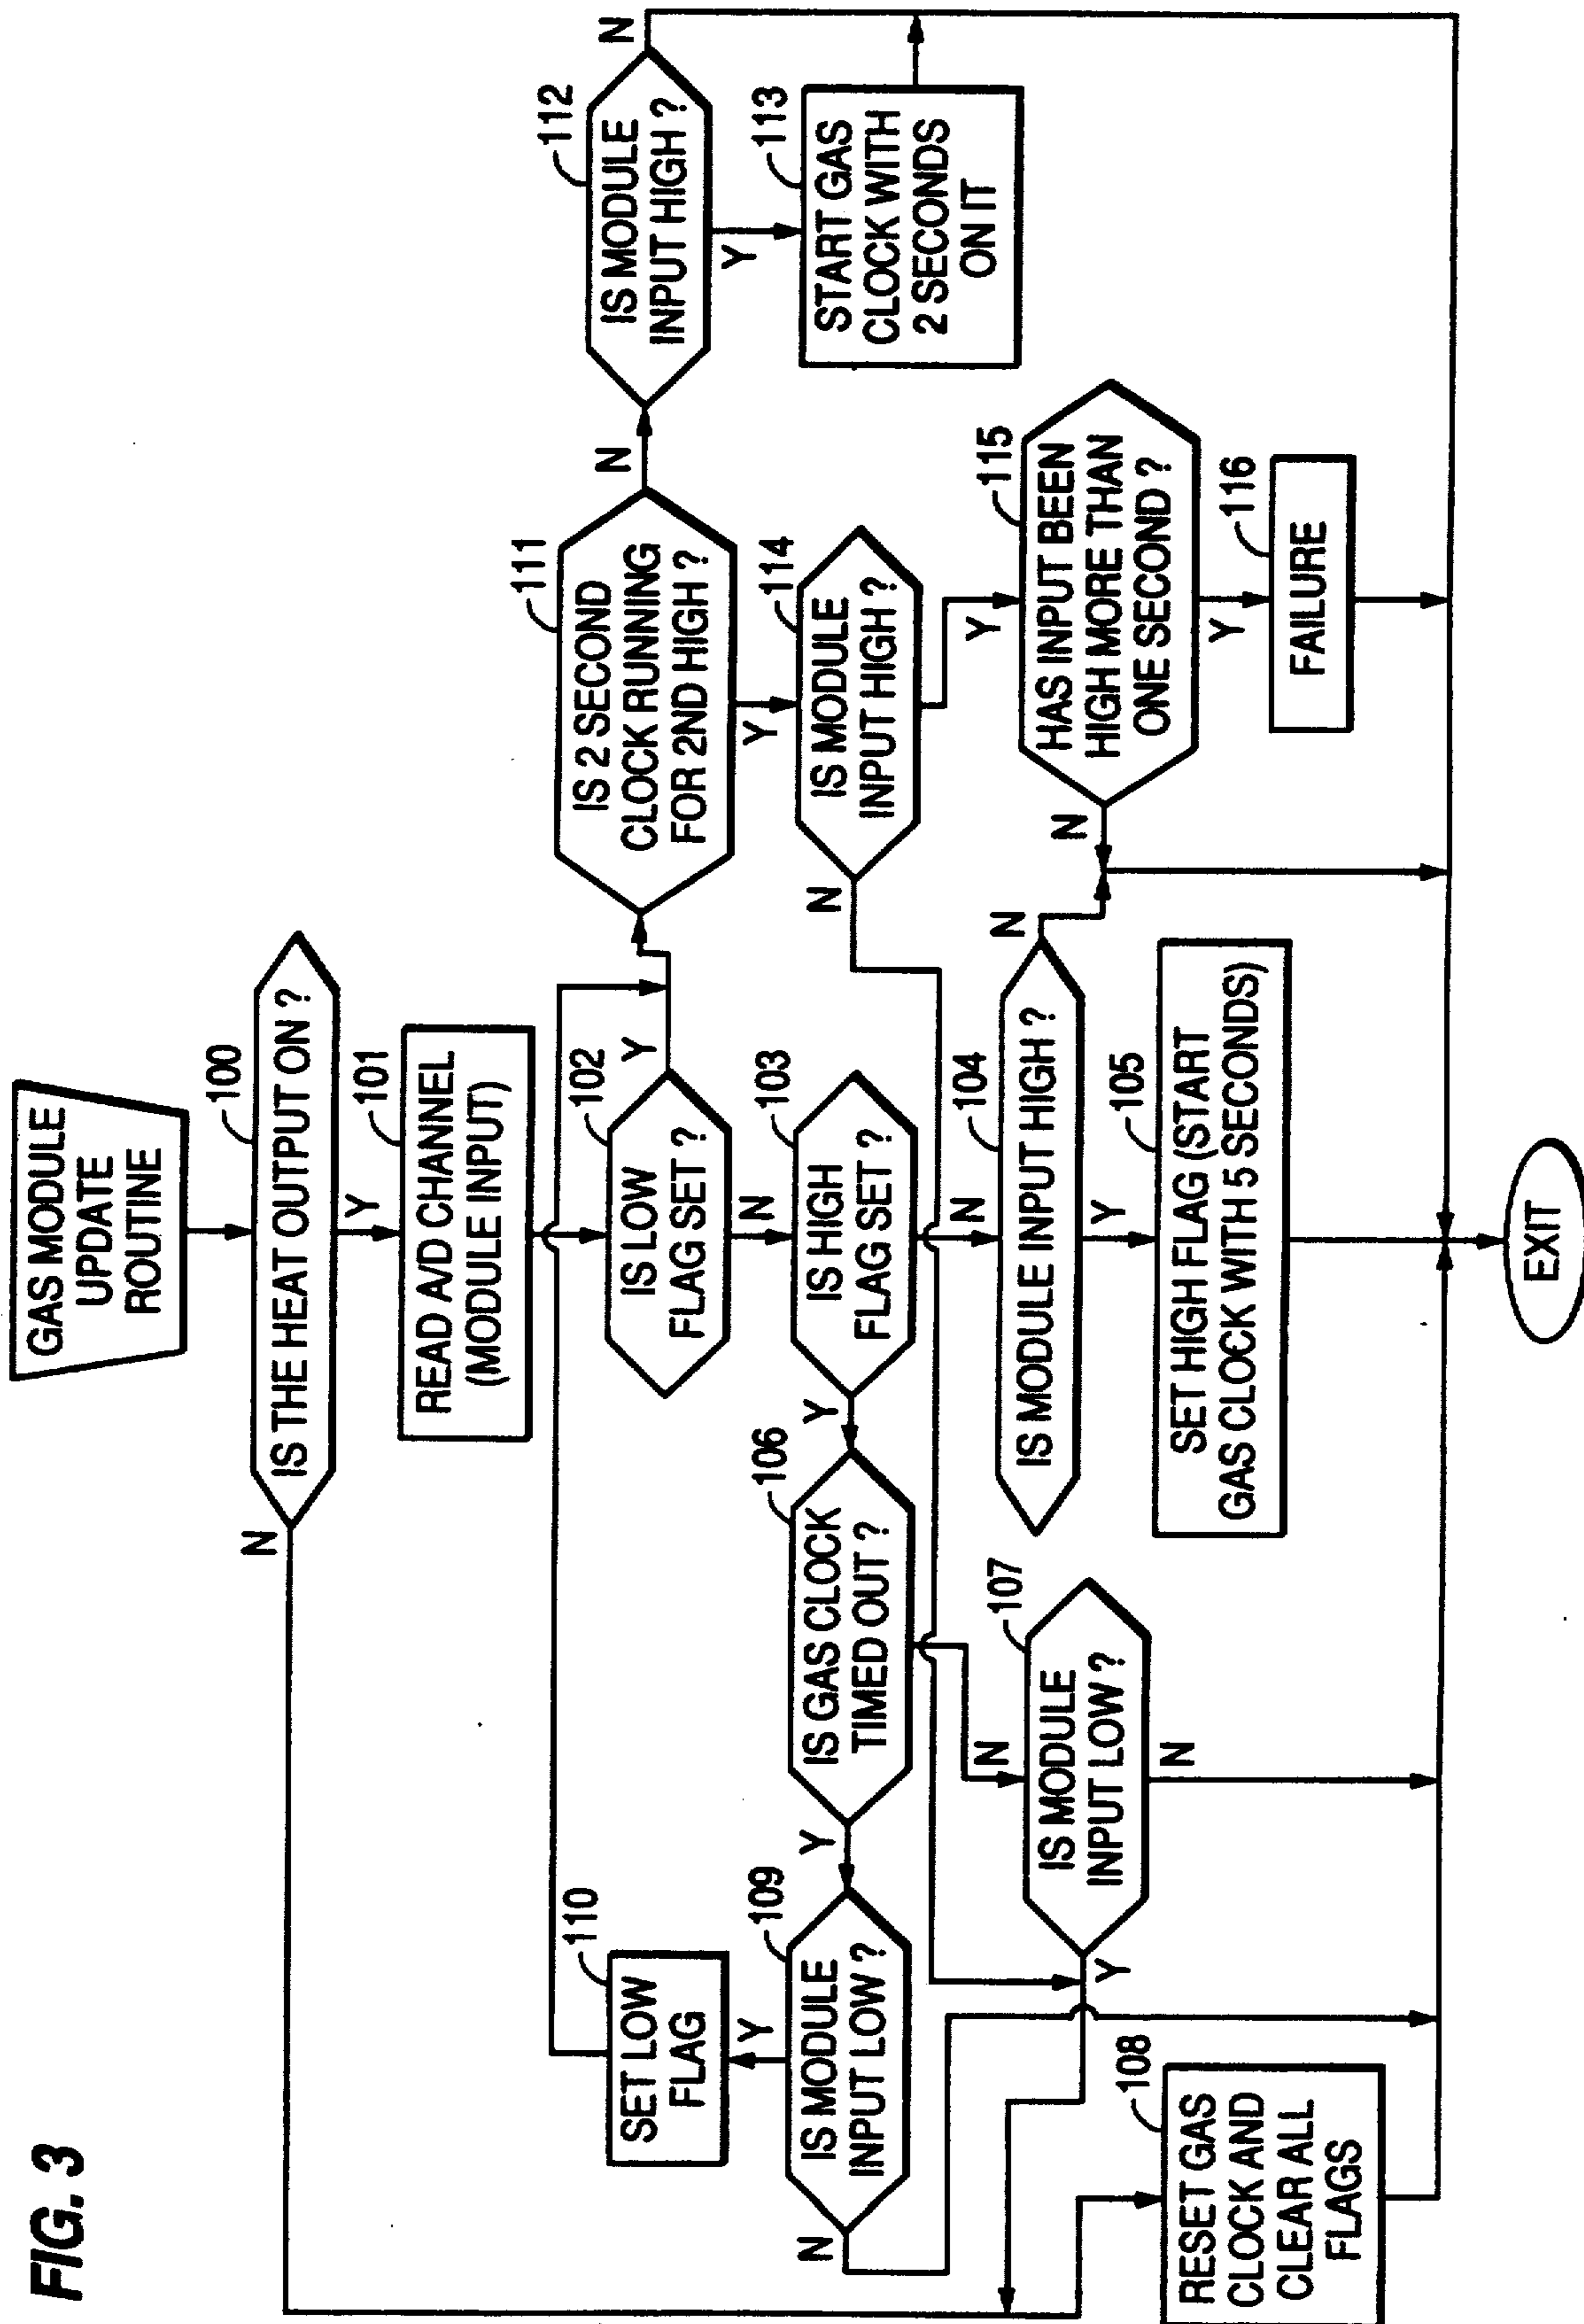 FIG. 3
GAS MODULE
UPDATE
ROUTINE
100
IS THE HEAT OUTPUT ON ?
N
Y
101
READ A/D CHANNEL
(MODULE INPUT)
102
IS LOW
FLAG SET ?
Y
N
103
IS HIGH
FLAG SET ?
Y
N
104
IS MODULE INPUT HIGH ?
N
Y
105
SET HIGH FLAG (START
GAS CLOCK WITH 5 SECONDS)
106
IS GAS CLOCK
TIMED OUT ?
Y
N
107
IS MODULE
INPUT LOW ?
Y
N
108
RESET GAS
CLOCK AND
CLEAR ALL
FLAGS
109
IS MODULE
INPUT LOW ?
N
Y
110
SET LOW
FLAG
111
IS 2 SECOND
CLOCK RUNNING
FOR 2ND HIGH ?
N
Y
112
IS MODULE
INPUT HIGH ?
N
Y
113
START GAS
CLOCK WITH
2 SECONDS
ON IT
114
IS MODULE
INPUT HIGH ?
N
Y
115
HAS INPUT BEEN
HIGH MORE THAN
ONE SECOND ?
N
Y
116
FAILURE
EXIT